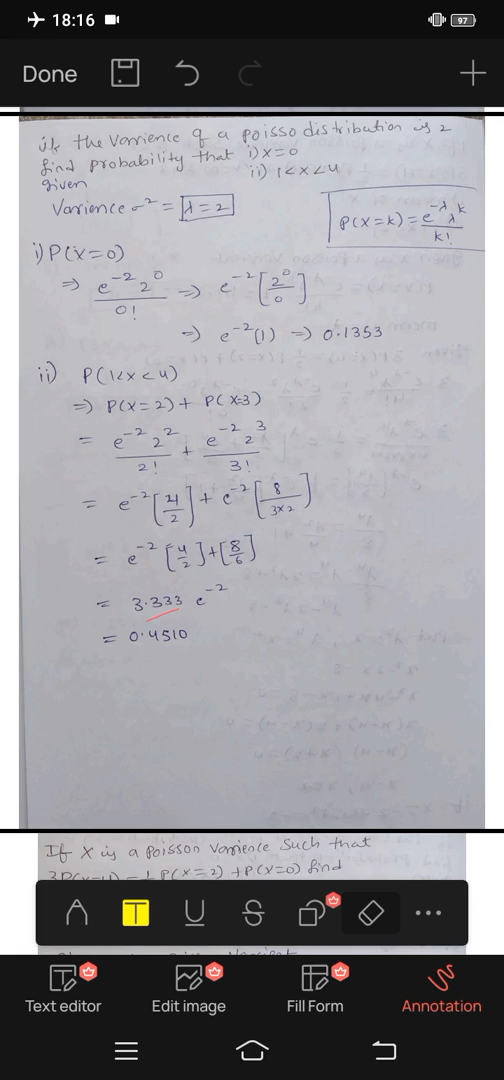 18:16
97
Done
if the Varience of a poisso distribution is 2
find probability that i) x=0
ii) 1<x<4
given
Varience σ² = λ=2
P(x=k) = e^-λ λ^k / k!
i) P(x=0)
⇒ e^-2 2^0 / 0! ⇒ e^-2 [2^0 / 0]
⇒ e^-2 (1) ⇒ 0.1353
ii) P(1<x<4)
⇒ P(x=2) + P(x=3)
= e^-2 2^2 / 2! + e^-2 2^3 / 3!
= e^-2 [4/2] + e^-2 [8 / 3×2]
= e^-2 [4/2] + [8/6]
= 3.333 e^-2
= 0.4510
If X is a poisson Varience Such that
P(x=2) + P(x=0) find
T U S
Text editor
Edit image
Fill Form
Annotation